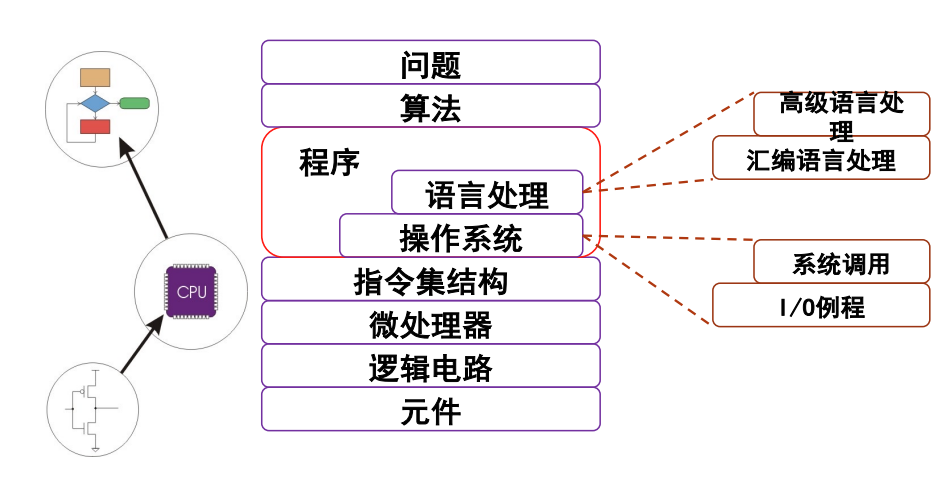 问题
算法
程序
语言处理
操作系统
指令集结构
微处理器
逻辑电路
元件
高级语言处
理
汇编语言处理
系统调用
I/O例程
CPU